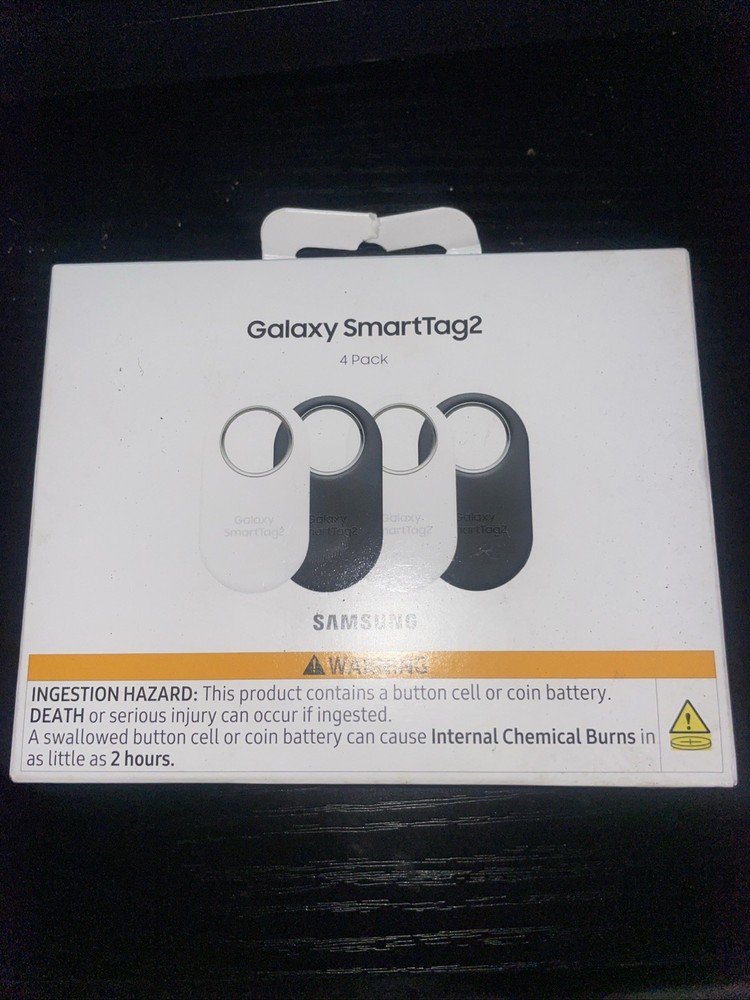 Galaxy SmartTag2
4 Pack
Galaxy Galaxy Galaxy Galaxy
SmartTag2 SmartTag2 martTag2 artTag2
SAMSUNG
WARNING
INGESTION HAZARD: This product contains a button cell or coin battery.
DEATH or serious injury can occur if ingested.
A swallowed button cell or coin battery can cause Internal Chemical Burns in
as little as 2 hours.